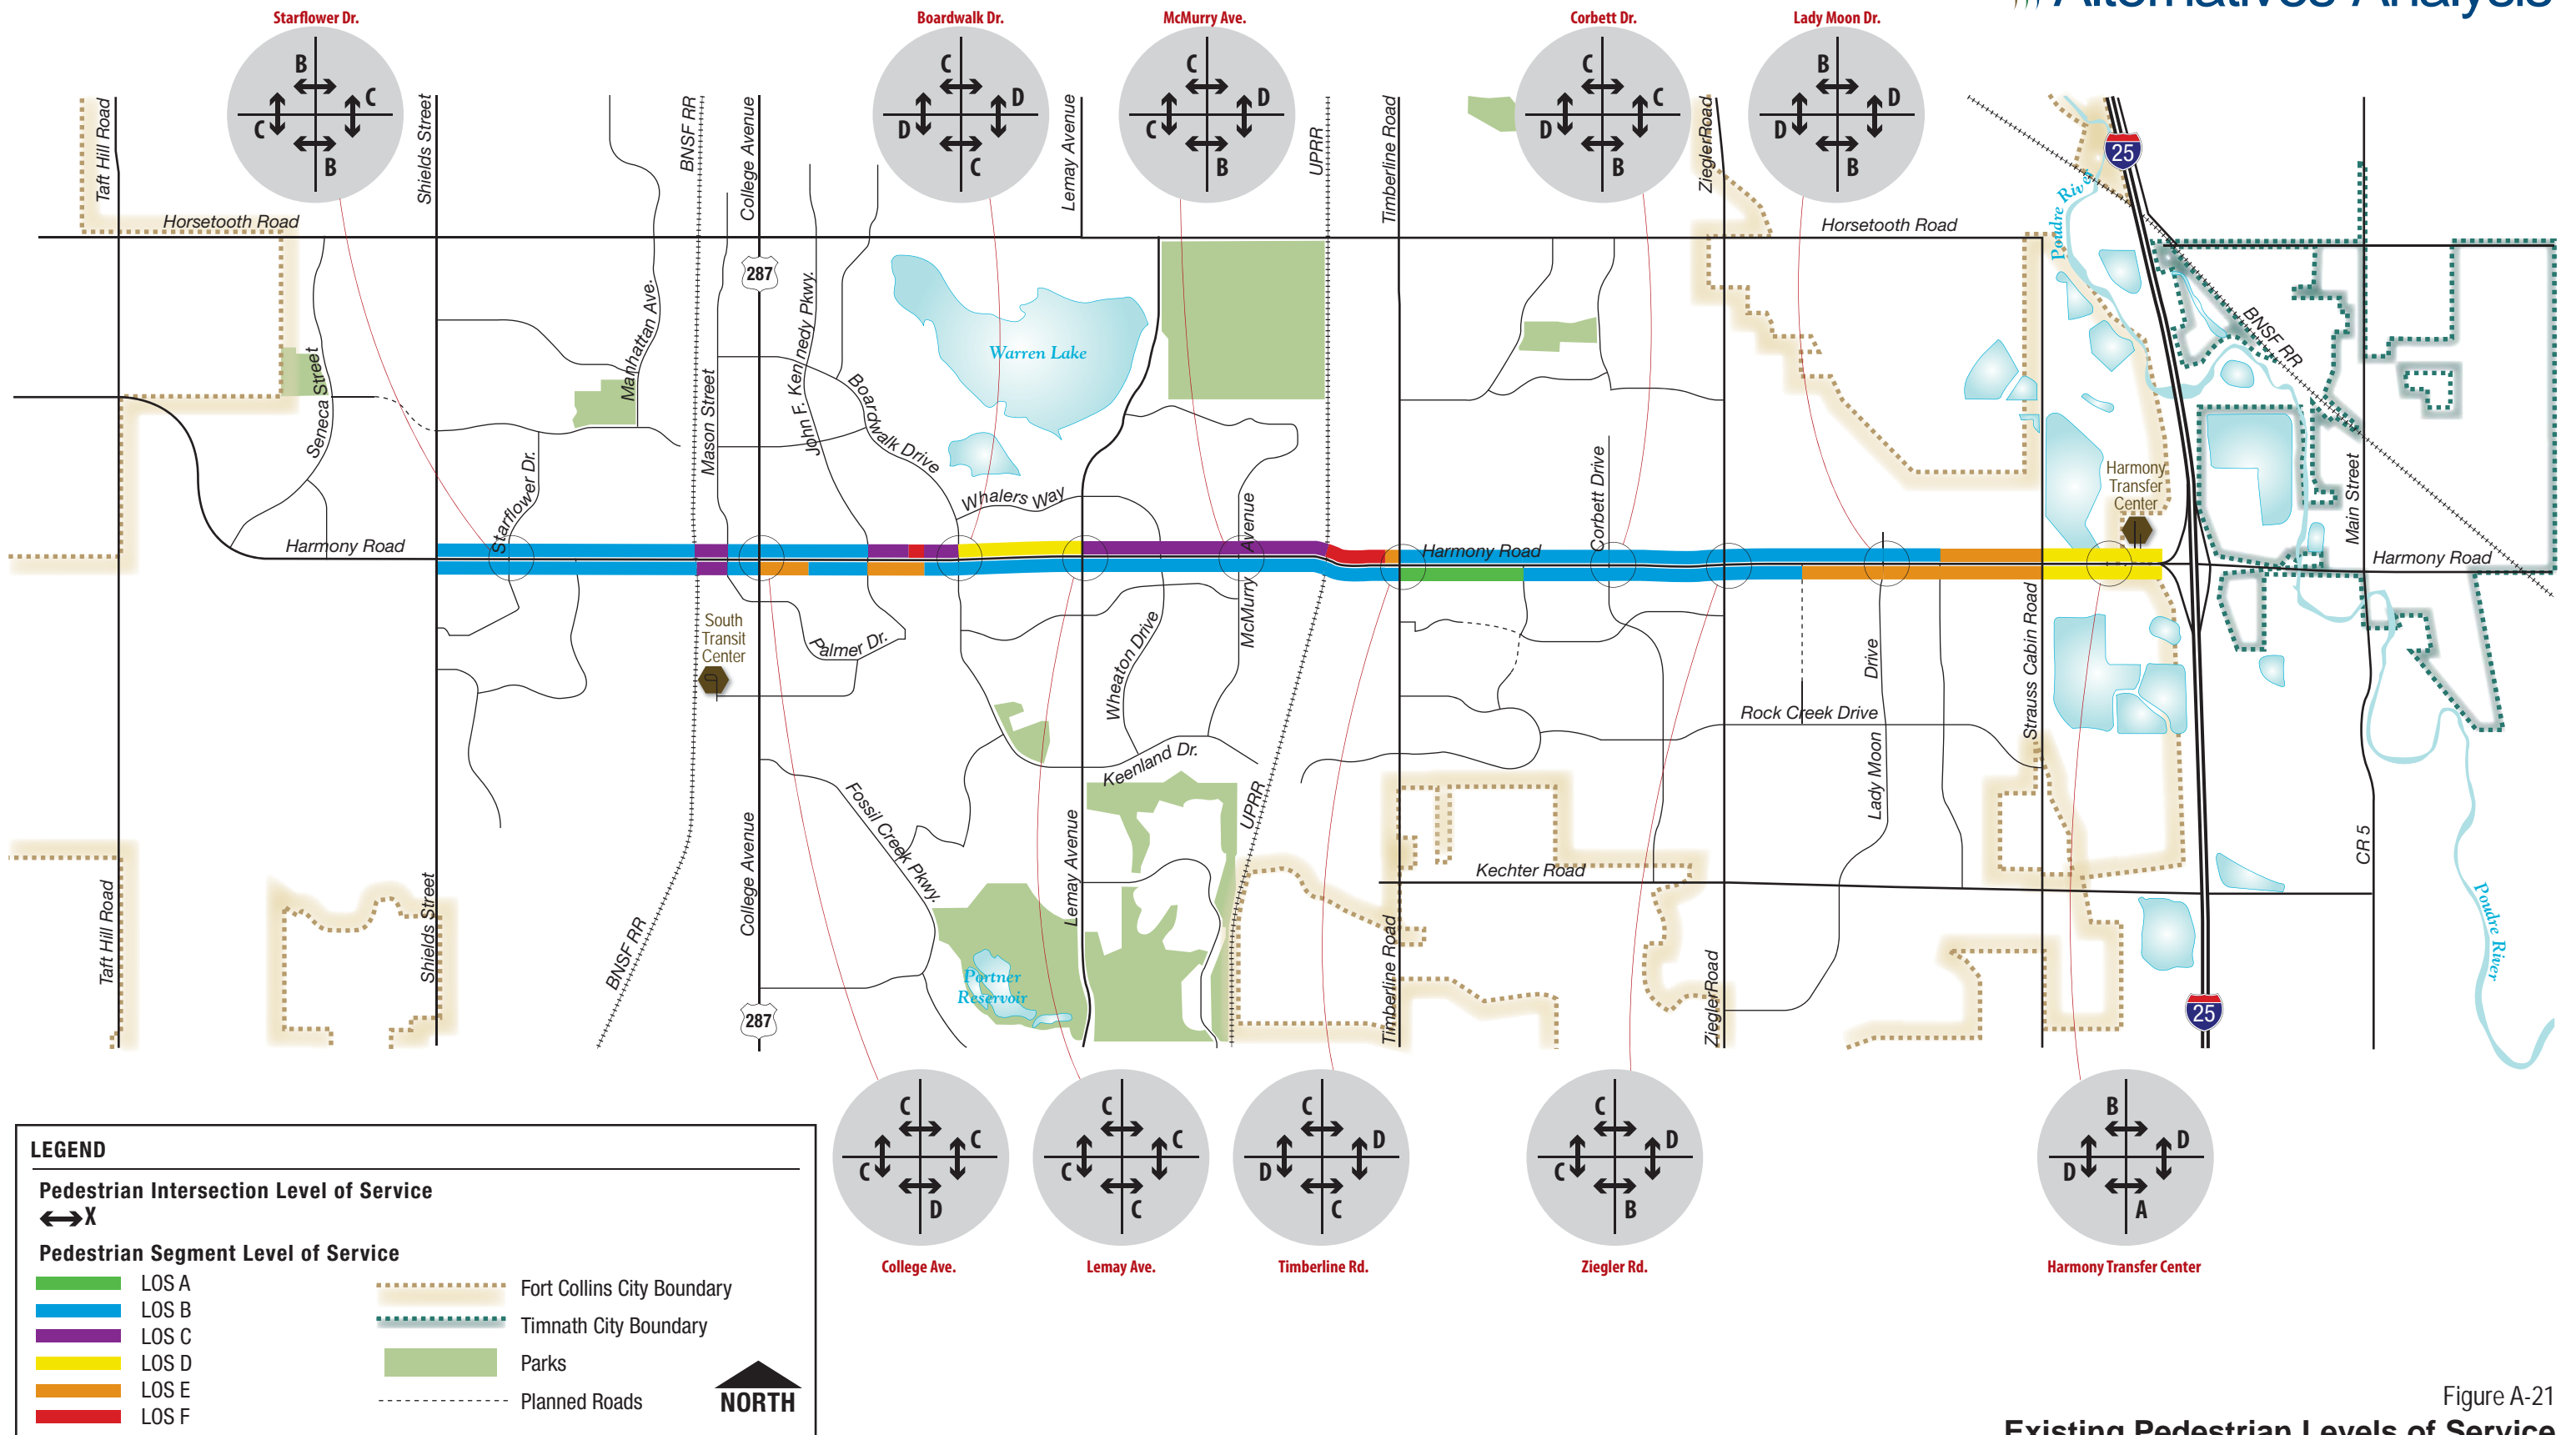 Alternatives Analysis
Starflower Dr.
Boardwalk Dr.
McMurry Ave.
Corbett Dr.
Lady Moon Dr.
B
C
C
B
C
D
D
C
C
D
C
B
C
C
D
B
B
D
D
B
Taft Hill Road
Shields Street
BNSF RR
College Avenue
Lemay Avenue
UPRR
Timberline Road
ZieglerRoad
25
Poudre River
Horsetooth Road
Horsetooth Road
287
Manhattan Ave.
John F. Kennedy Pkwy.
Warren Lake
BNSF RR
Seneca Street
Mason Street
Boardwalk Drive
Starflower Dr.
Whalers Way
Avenue
Corbett Drive
Harmony
Transfer
Center
Main Street
Harmony Road
Harmony Road
Harmony Road
South
Transit
Center
Palmer Dr.
Wheaton Drive
McMurry
Drive
Strauss Cabin Road
Rock Creek Drive
Keenland Dr.
Lady Moon
Fossil Creek Pkwy.
UPRR
College Avenue
Lemay Avenue
CR 5
Kechter Road
Taft Hill Road
Shields Street
BNSF RR
Portner
Reservoir
Timberline Road
ZieglerRoad
Poudre River
287
25
C
C
C
D
C
C
C
C
C
D
D
C
C
D
C
B
B
D
D
A
College Ave.
Lemay Ave.
Timberline Rd.
Ziegler Rd.
Harmony Transfer Center
LEGEND
Pedestrian Intersection Level of Service
X
Pedestrian Segment Level of Service
LOS A
LOS B
LOS C
LOS D
LOS E
LOS F
Fort Collins City Boundary
Timnath City Boundary
Parks
Planned Roads
NORTH
Figure A-21
Existing Pedestrian Levels of Service